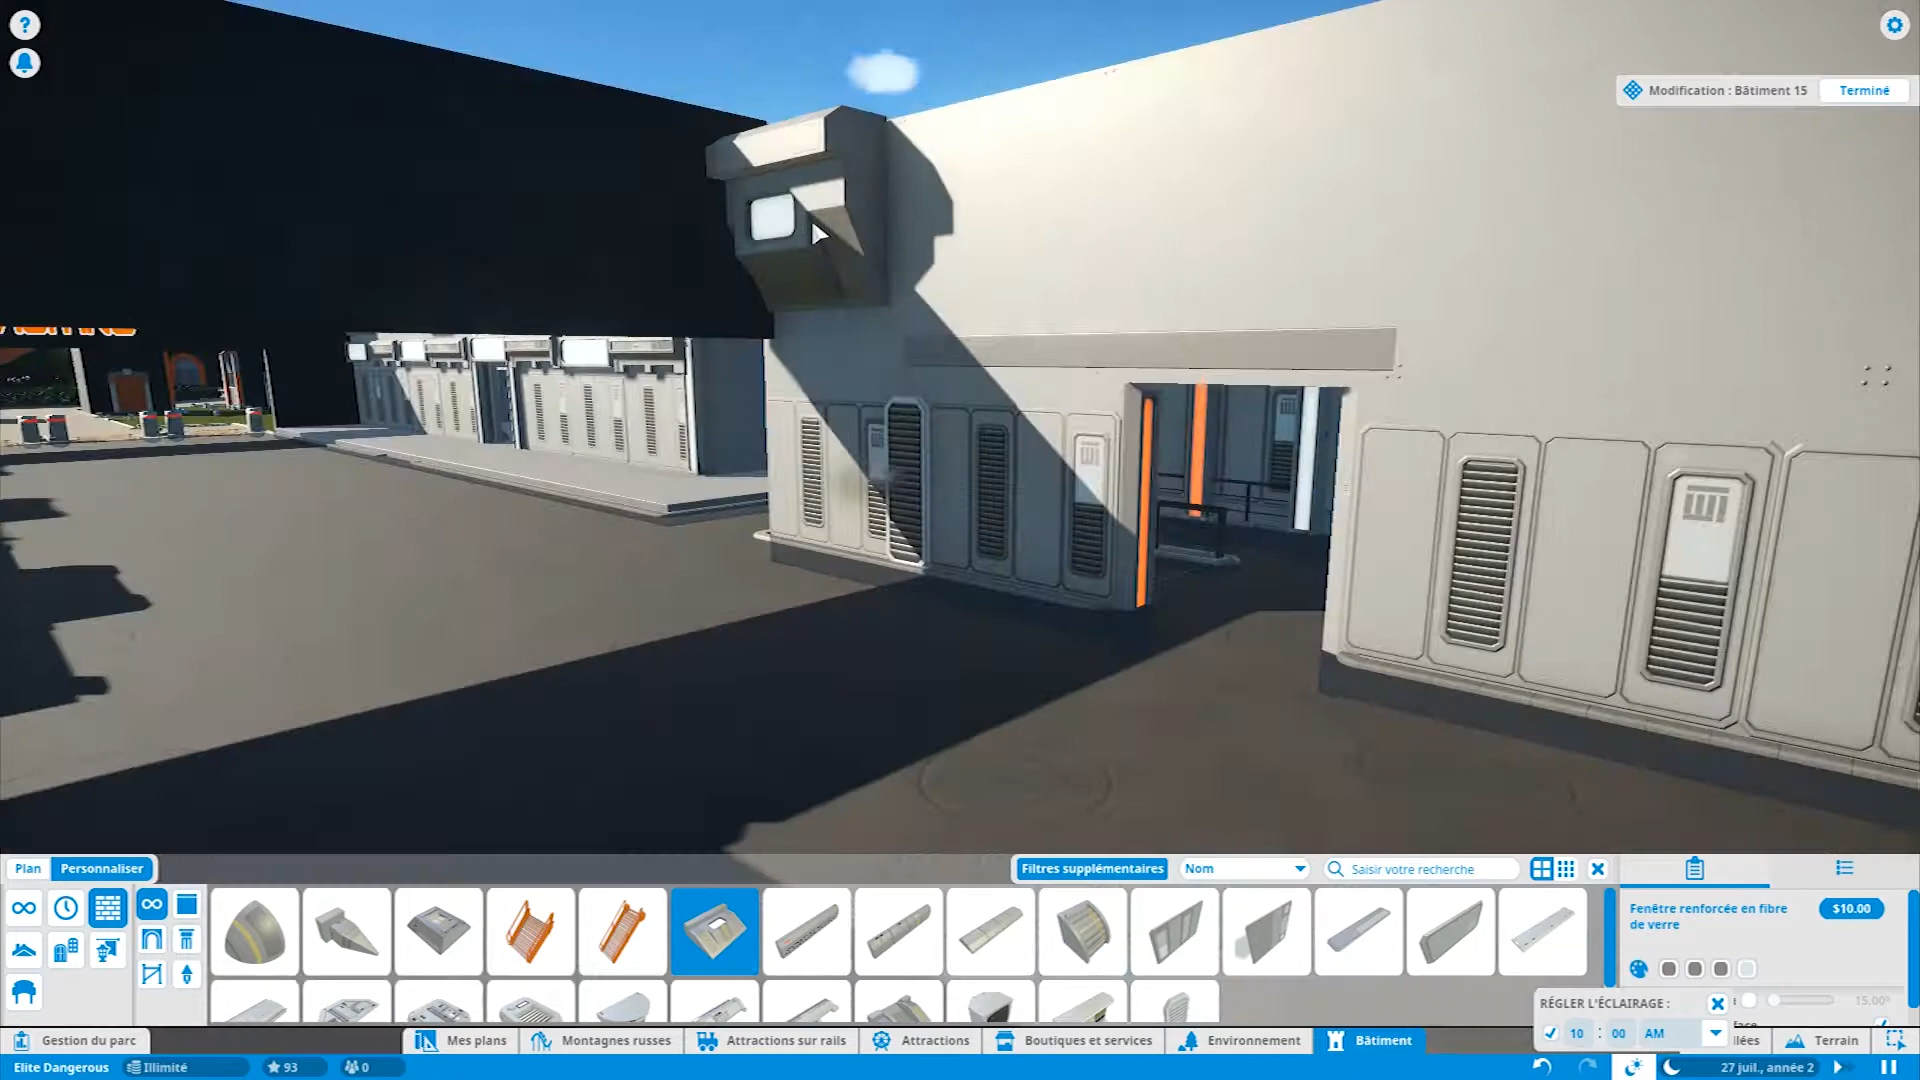 ?
Modification : Bâtiment 15
Terminé
Plan
Personnaliser
Filtres supplémentaires
Nom
Saisir votre recherche
Fenêtre renforcée en fibre
de verre
$10.00
15.00°
RÉGLER L'ÉCLAIRAGE :
10 : 00 AM
Gestion du parc
Mes plans
Montagnes russes
Attractions sur rails
Attractions
Boutiques et services
Environnement
Bâtiment
Terrain
Elite Dangerous
Illimité
93
0
27 juil., année 2